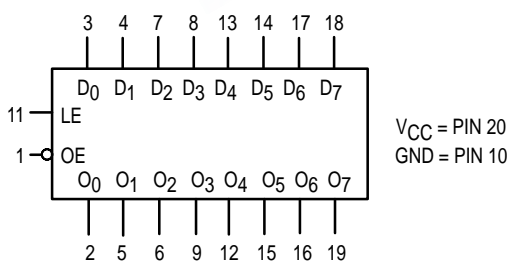 3 4 7 8 13 14 17 18
D0 D1 D2 D3 D4 D5 D6 D7
11 LE
VCC = PIN 20
1 OE
GND = PIN 10
O0 O1 O2 O3 O4 O5 O6 O7
2 5 6 9 12 15 16 19